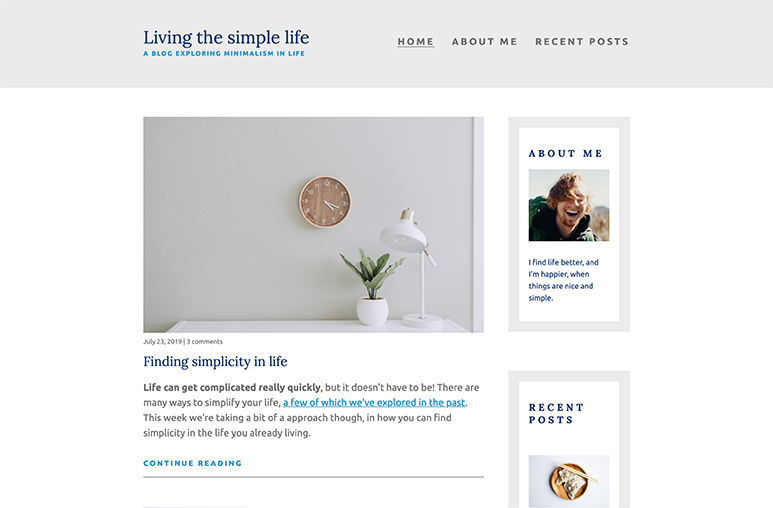 Living the simple life
A BLOG EXPLORING MINIMALISM IN LIFE
HOME ABOUT ME RECENT POSTS
July 23, 2019 | 3 comments
Finding simplicity in life
Life can get complicated really quickly, but it doesn't have to be! There are
many ways to simplify your life, a few of which we've explored in the past.
This week we're taking a bit of a approach though, in how you can find
simplicity in the life you already living.
CONTINUE READING
ABOUT ME
I find life better, and
I'm happier, when
things are nice and
simple.
RECENT
POSTS